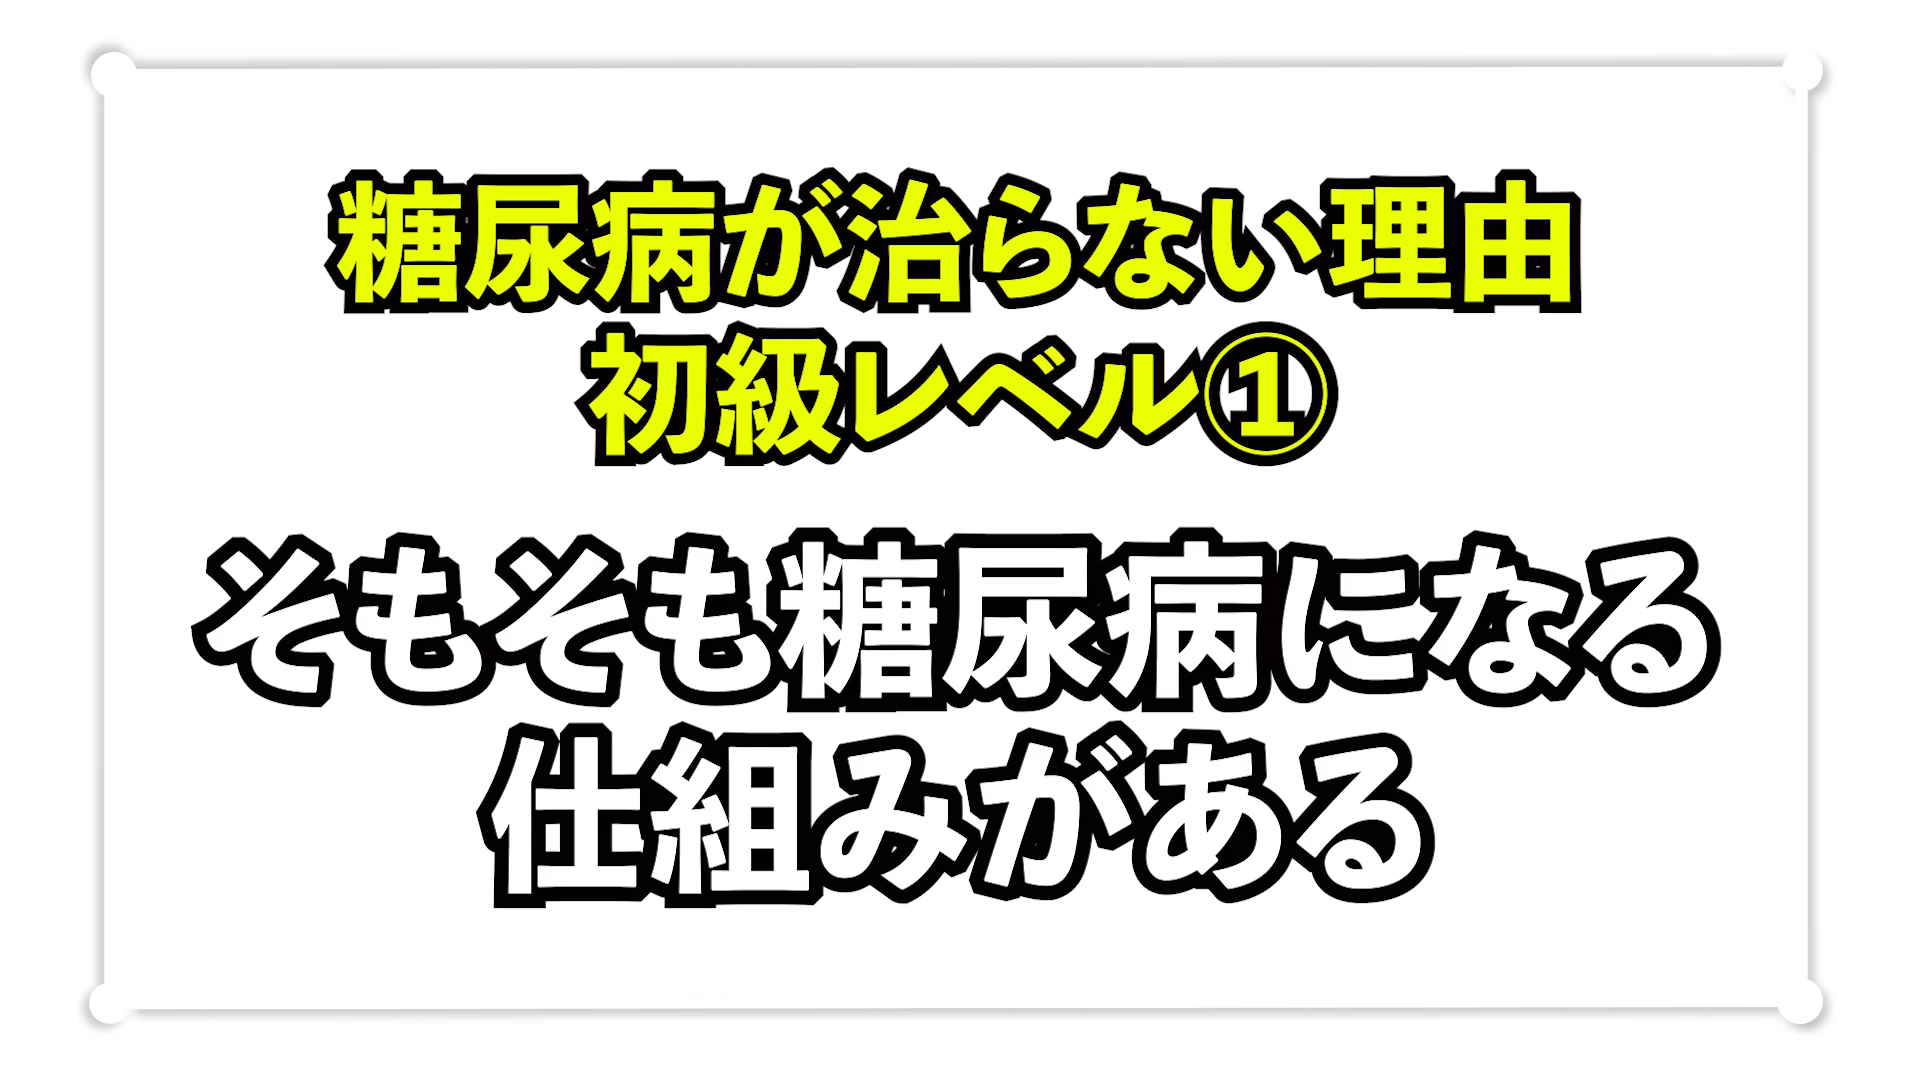 糖尿病が治らない理由
初級レベル①
そもそも糖尿病になる
仕組みがある